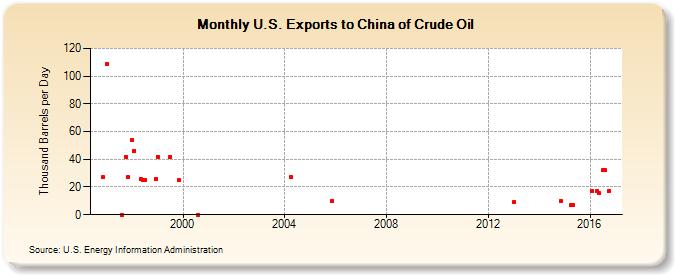 Monthly U.S. Exports to China of Crude Oil
Thousand Barrels per Day
120
100
80
60
40
20
0
2000 2004 2008 2012 2016
Source: U.S. Energy Information Administration